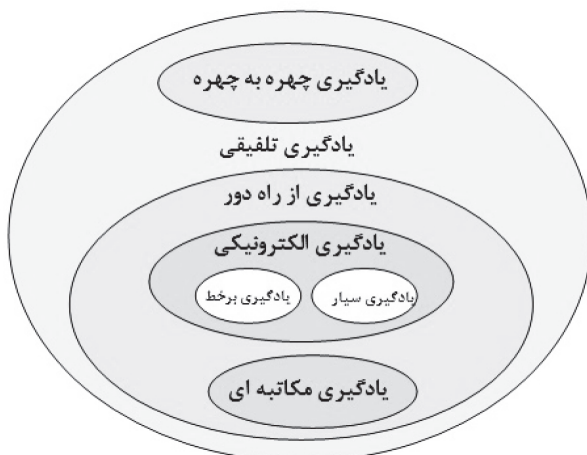 یادگیری چهره به چهره
یادگیری تلفیقی
یادگیری از راه دور
یادگیری الکترونیکی
یادگیری سیار
یادگیری برخط
یادگیری مکاتبه ای